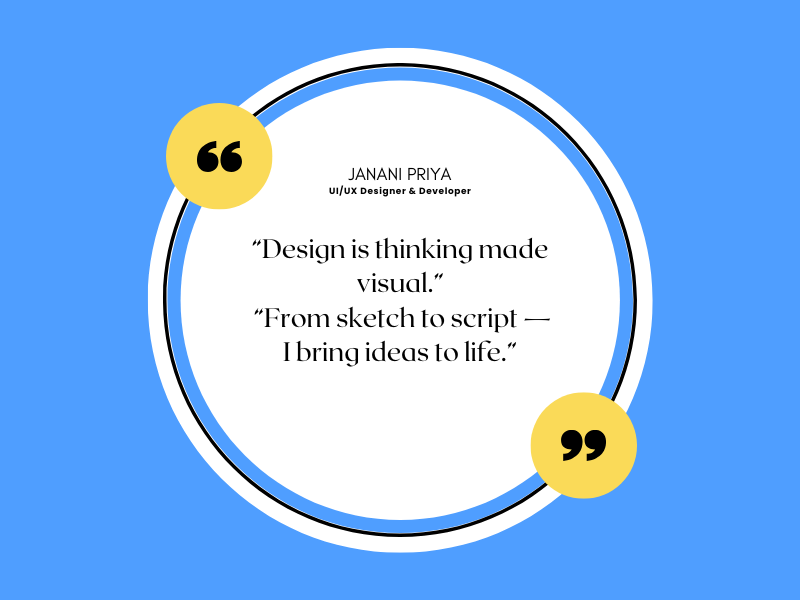 ❝
JANANI PRIYA
UI/UX Designer & Developer
“Design is thinking made
visual.”
“From sketch to script —
I bring ideas to life.”
❞